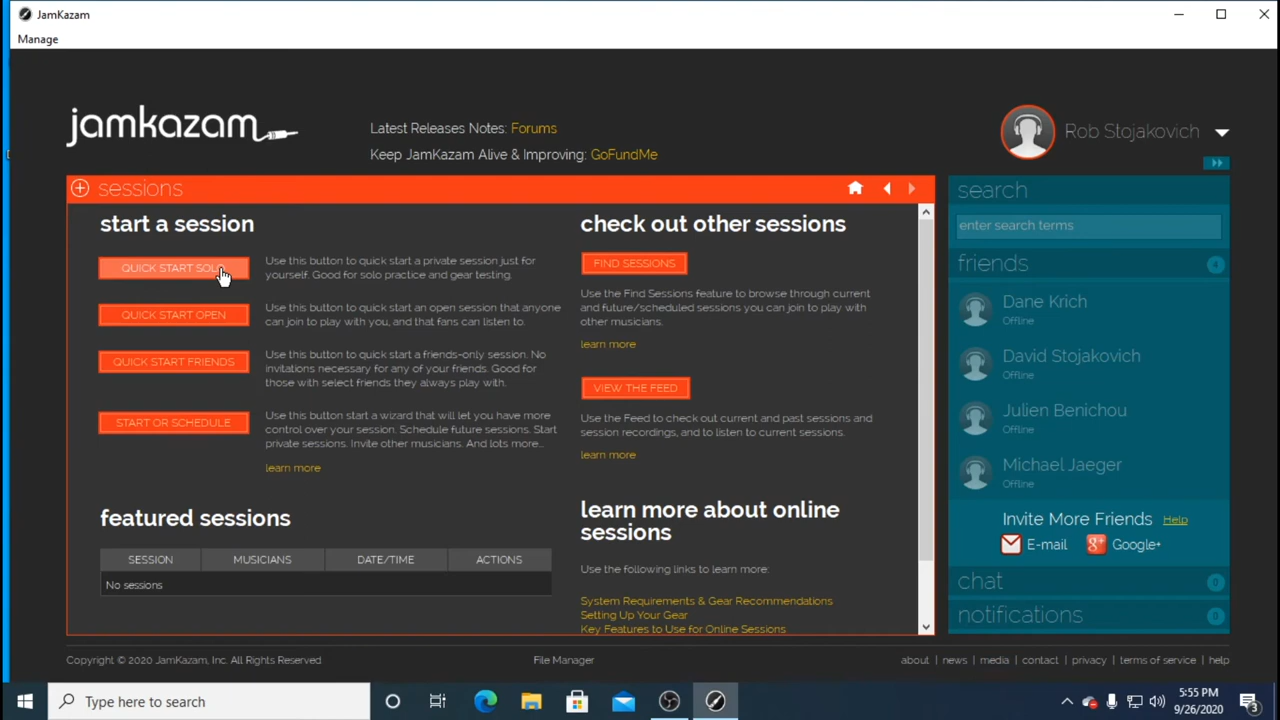 JamKazam
Manage
jamkazam
Latest Releases Notes: Forums
Keep JamKazam Alive & Improving: GoFundMe
Rob Stojakovich
sessions
start a session
QUICK START SOLO
Use this button to quick start a private session just for
yourself. Good for solo practice and gear testing.
QUICK START OPEN
Use this button to quick start an open session that anyone
can join to play with you, and that fans can listen to.
QUICK START FRIENDS
Use this button to quick start a friends-only session. No
invitations necessary for any of your friends. Good for
those with select friends they always play with.
START OR SCHEDULE
Use this button start a wizard that will let you have more
control over your session. Schedule future sessions. Start
private sessions. Invite other musicians. And lots more...
learn more
featured sessions
SESSION MUSICIANS DATE/TIME ACTIONS
No sessions
check out other sessions
FIND SESSIONS
Use the Find Sessions feature to browse through current
and future/scheduled sessions you can join to play with
other musicians.
learn more
VIEW THE FEED
Use the Feed to check out current and past sessions and
session recordings, and to listen to current sessions.
learn more
learn more about online
sessions
Use the following links to learn more:
System Requirements & Gear Recommendations
Setting Up Your Gear
Key Features to Use for Online Sessions
search
enter search terms
friends 4
Dane Krich
Offline
David Stojakovich
Offline
Julien Benichou
Offline
Michael Jaeger
Offline
Invite More Friends Help
E-mail Google+
chat 0
notifications 0
Copyright © 2020 JamKazam, Inc. All Rights Reserved
File Manager
about | news | media | contact | privacy | terms of service | help
Type here to search
5:55 PM
9/26/2020
3